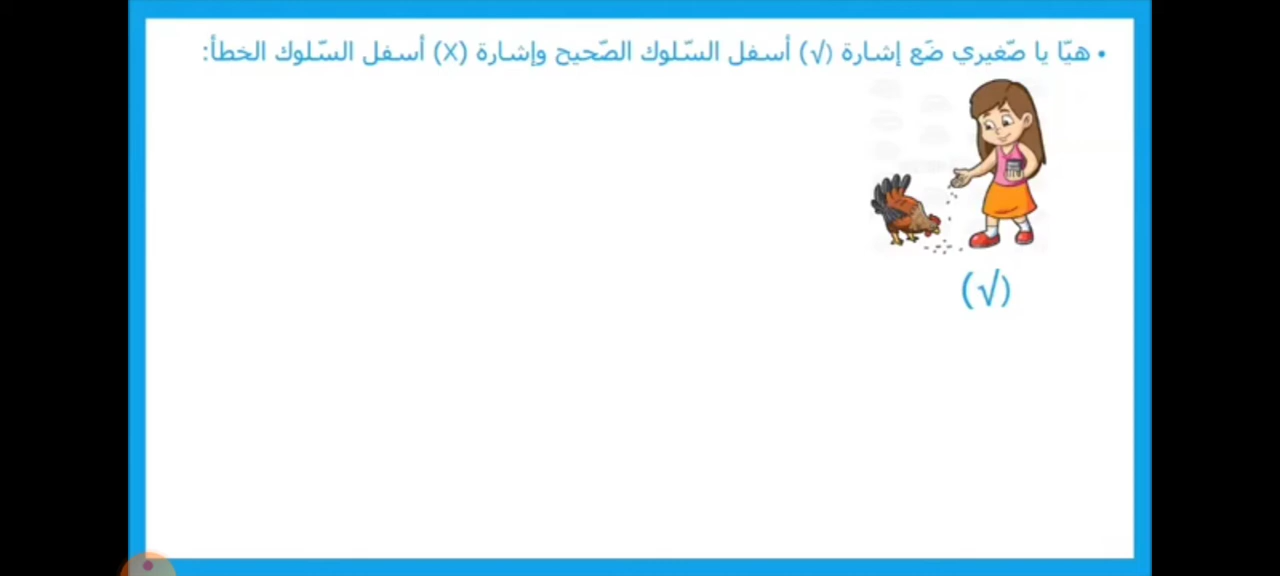 • هيّا يا صّغيري ضَع إشارة (√) أسفل السّلوك الصّحيح وإشارة (X) أسفل السّلوك الخطأ:
(√)